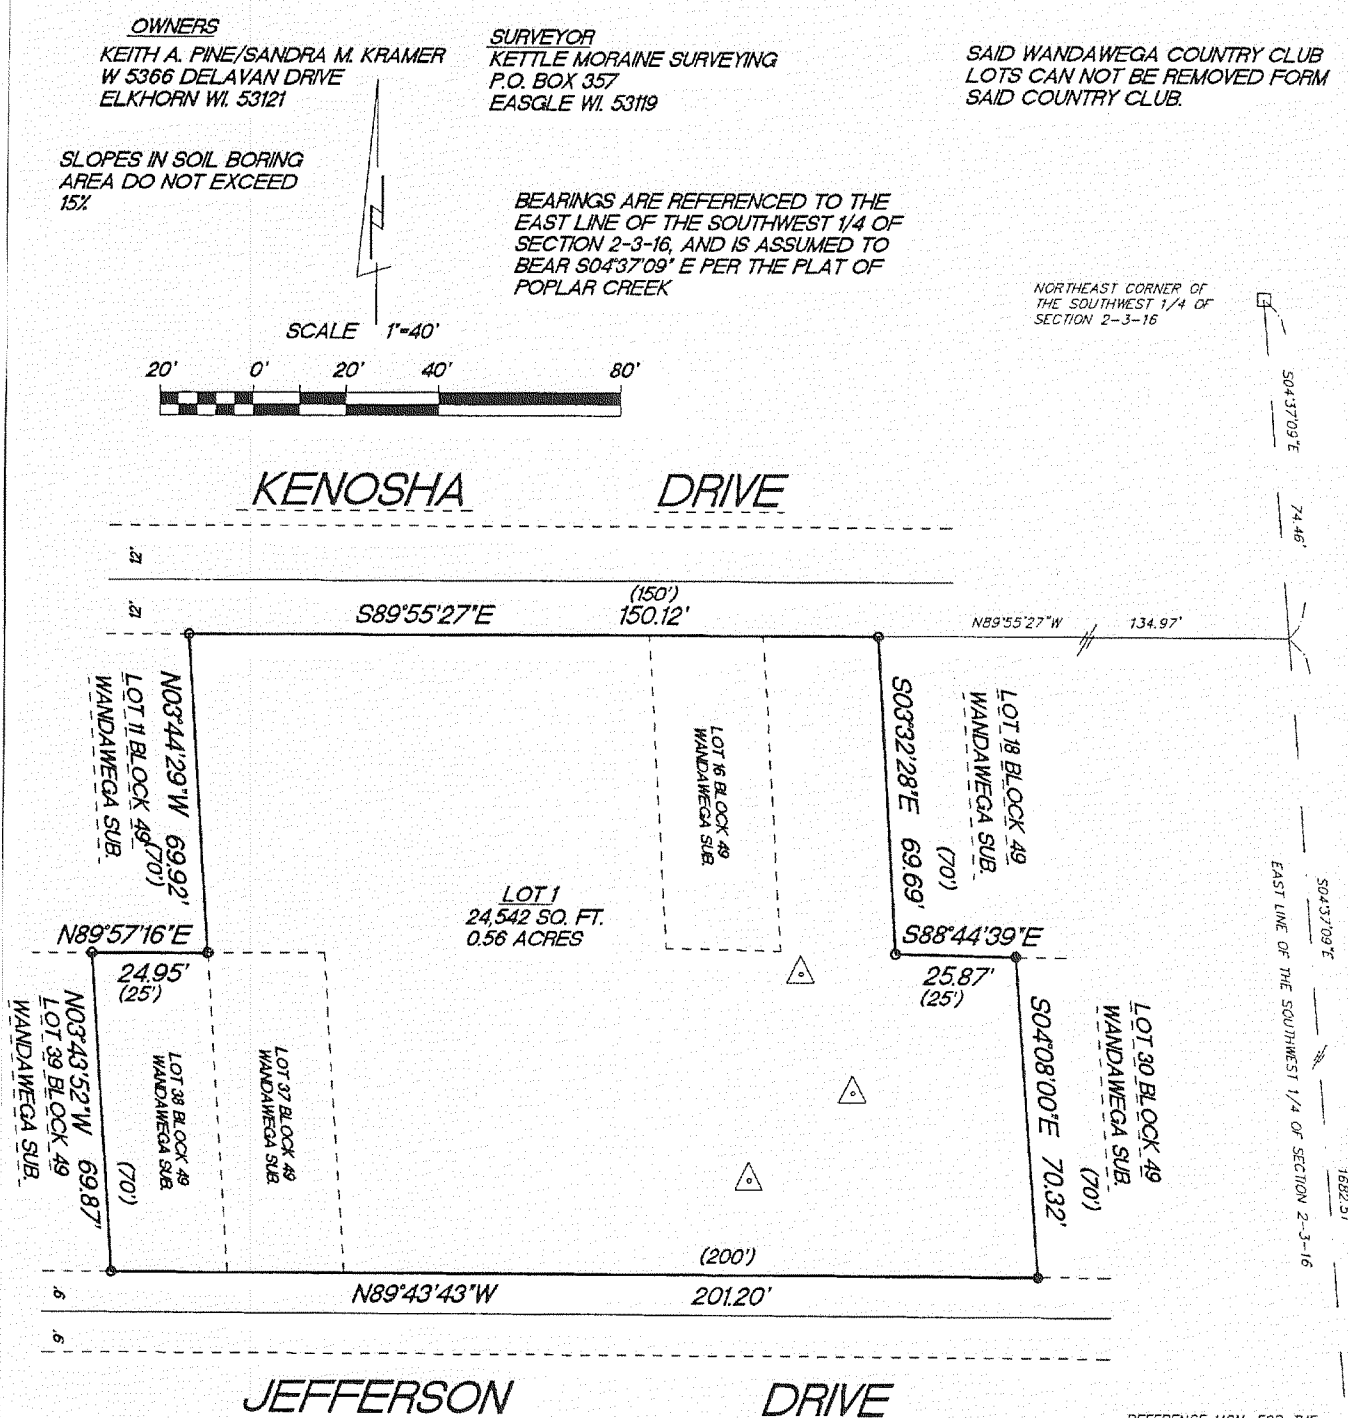 OWNERS
KEITH A. PINE/SANDRA M. KRAMER
W 5366 DELAVAN DRIVE
ELKHORN WI. 53121
SURVEYOR
KETTLE MORAINE SURVEYING
P.O. BOX 357
EASGLE WI. 53119
SAID WANDAWEGA COUNTRY CLUB
LOTS CAN NOT BE REMOVED FORM
SAID COUNTRY CLUB.
SLOPES IN SOIL BORING
AREA DO NOT EXCEED
15%
BEARINGS ARE REFERENCED TO THE
EAST LINE OF THE SOUTHWEST 1/4 OF
SECTION 2-3-16, AND IS ASSUMED TO
BEAR S04°37'09" E PER THE PLAT OF
POPLAR CREEK
NORTHEAST CORNER OF
THE SOUTHWEST 1/4 OF
SECTION 2-3-16
SCALE 1"=40'
20' 0' 20' 40' 80'
S04°37'09"E
74.46'
KENOSHA DRIVE
12'
12'
(150')
S89°55'27"E 150.12'
N89°55'27"W 134.97'
N03°44'29"W 69.92'
(70')
LOT 11 BLOCK 49
WANDAWEGA SUB.
LOT 16 BLOCK 49
WANDAWEGA SUB.
S03°32'28"E 69.69'
(70')
LOT 18 BLOCK 49
WANDAWEGA SUB.
LOT 1
24,542 SQ. FT.
0.56 ACRES
N89°57'16"E
24.95'
(25')
S88°44'39"E
25.87'
(25')
S04°37'09"E
1682.51
EAST LINE OF THE SOUTHWEST 1/4 OF SECTION 2-3-16
N03°43'52"W 69.87'
(70')
LOT 39 BLOCK 49
WANDAWEGA SUB.
LOT 38 BLOCK 49
WANDAWEGA SUB.
LOT 37 BLOCK 49
WANDAWEGA SUB.
S04°08'00"E 70.32'
(70')
LOT 30 BLOCK 49
WANDAWEGA SUB.
(200')
N89°43'43"W 201.20'
6'
6'
JEFFERSON DRIVE